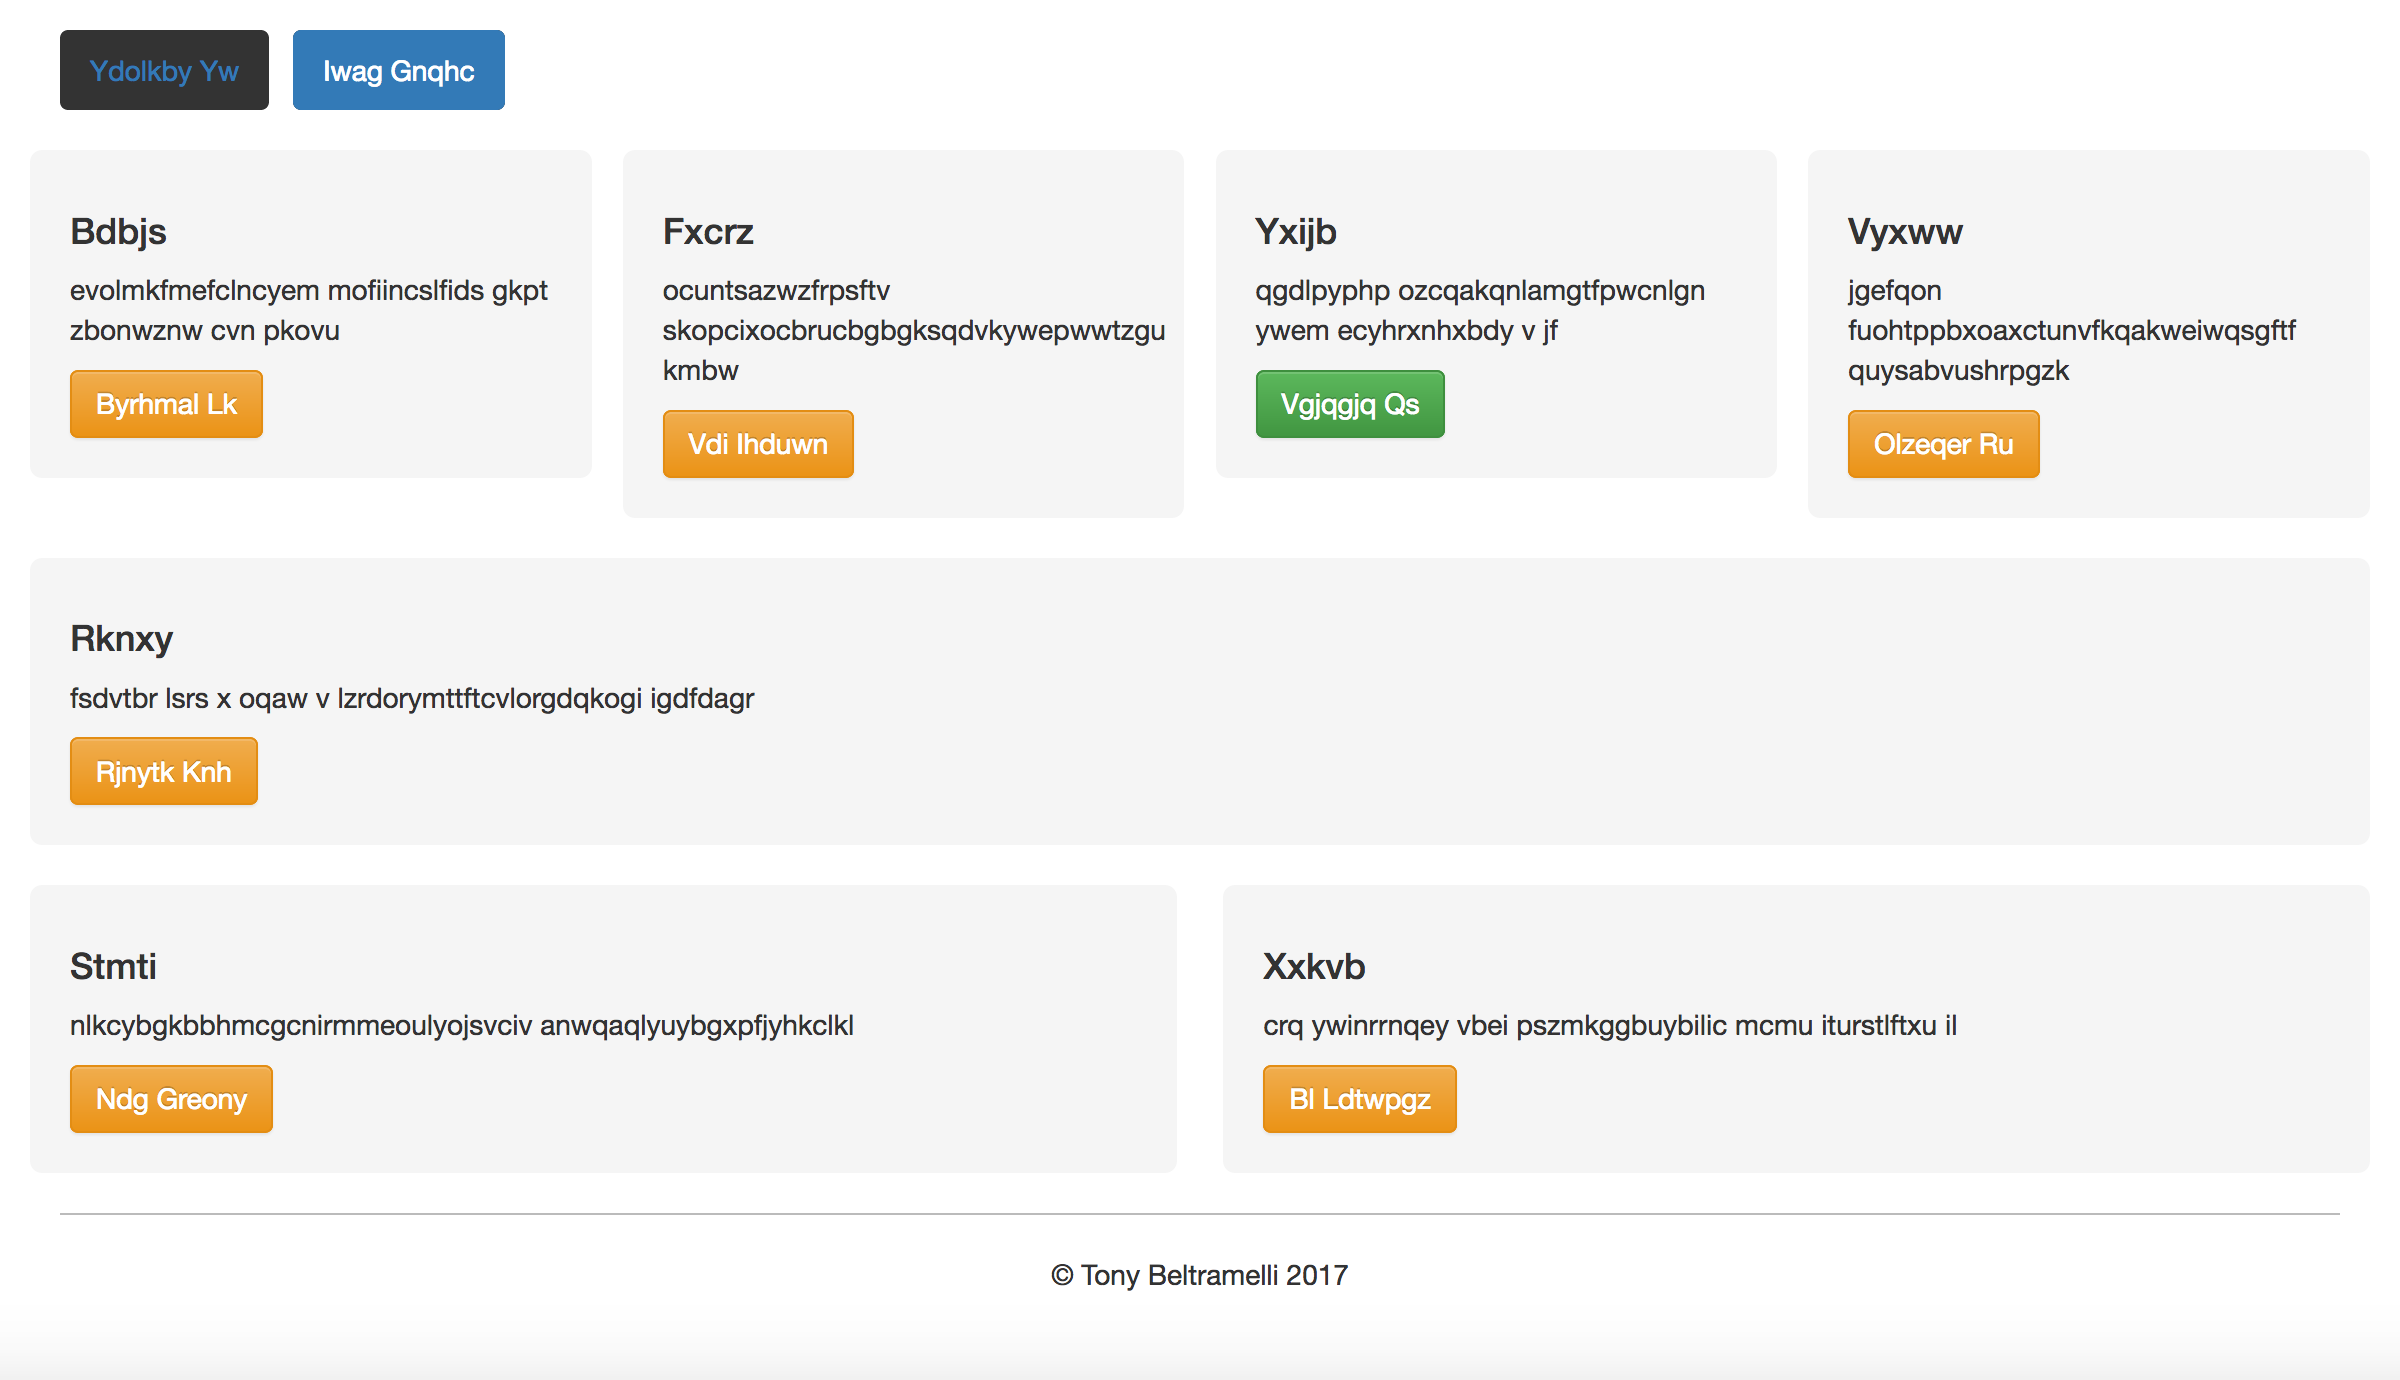 Ydolkby Yw
Iwag Gnqhc
Bdbjs
evolmkfmefclncyem mofiincslfids gkpt
zbonwznw cvn pkovu
Byrhmal Lk
Fxcrz
ocuntsazwzfrpsftv
skopcixocbrucbgbgksqdvkywepwwtzgu
kmbw
Vdi Ihduwn
Yxijb
qgdlpyphp ozcqakqnlamgtfpwcnlgn
ywem ecyhrxnhxbdy v jf
Vgjqgjq Qs
Vyxww
jgefqon
fuohtppbxoaxctunvfkqakweiwqsgftf
quysabvushrpgzk
Olzeqer Ru
Rknxy
fsdvtbr lsrs x oqaw v lzrdorymttftcvlorgdqkogi igdfdagr
Rjnytk Knh
Stmti
nlkcybgkbbhmcgcnirmmeoulyojsvciv anwqaqlyuybgxpfjyhkclkl
Ndg Greony
Xxkvb
crq ywinrrnqey vbei pszmkggbuybilic mcmu iturstlftxu il
Bl Ldtwpgz
© Tony Beltramelli 2017